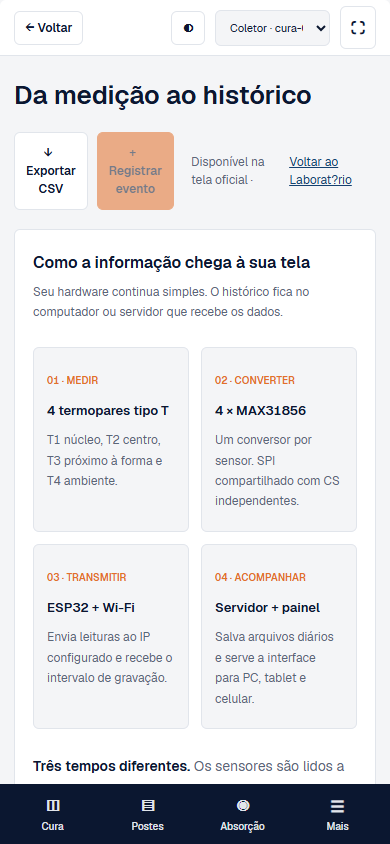 ← Voltar
Coletor · cura-
Da medição ao histórico
↓
Exportar
CSV
+
Registrar
evento
Disponível na
tela oficial ·
Voltar ao
Laborat?rio
Como a informação chega à sua tela
Seu hardware continua simples. O histórico fica no
computador ou servidor que recebe os dados.
01 · MEDIR
4 termopares tipo T
T1 núcleo, T2 centro,
T3 próximo à forma e
T4 ambiente.
02 · CONVERTER
4 × MAX31856
Um conversor por
sensor. SPI
compartilhado com CS
independentes.
03 · TRANSMITIR
ESP32 + Wi-Fi
Envia leituras ao IP
configurado e recebe o
intervalo de gravação.
04 · ACOMPANHAR
Servidor + painel
Salva arquivos diários
e serve a interface
para PC, tablet e
celular.
Três tempos diferentes. Os sensores são lidos a
Cura
Postes
Absorção
Mais